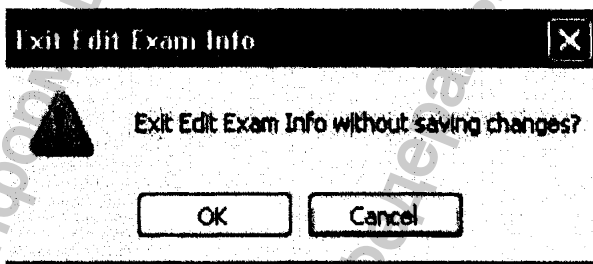 Exit Edit Exam Info
Exit Edit Exam Info without saving changes?
OK
Cancel